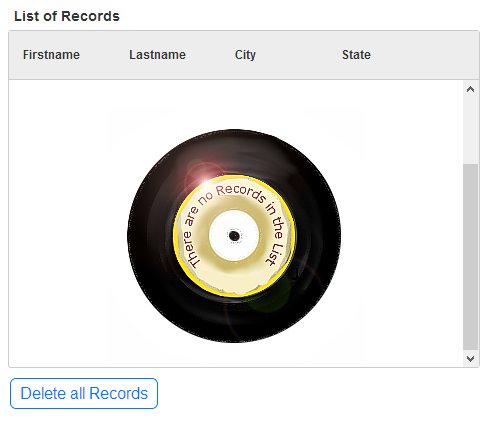 List of Records
Firstname Lastname City State
There are no Records in the List
Delete all Records